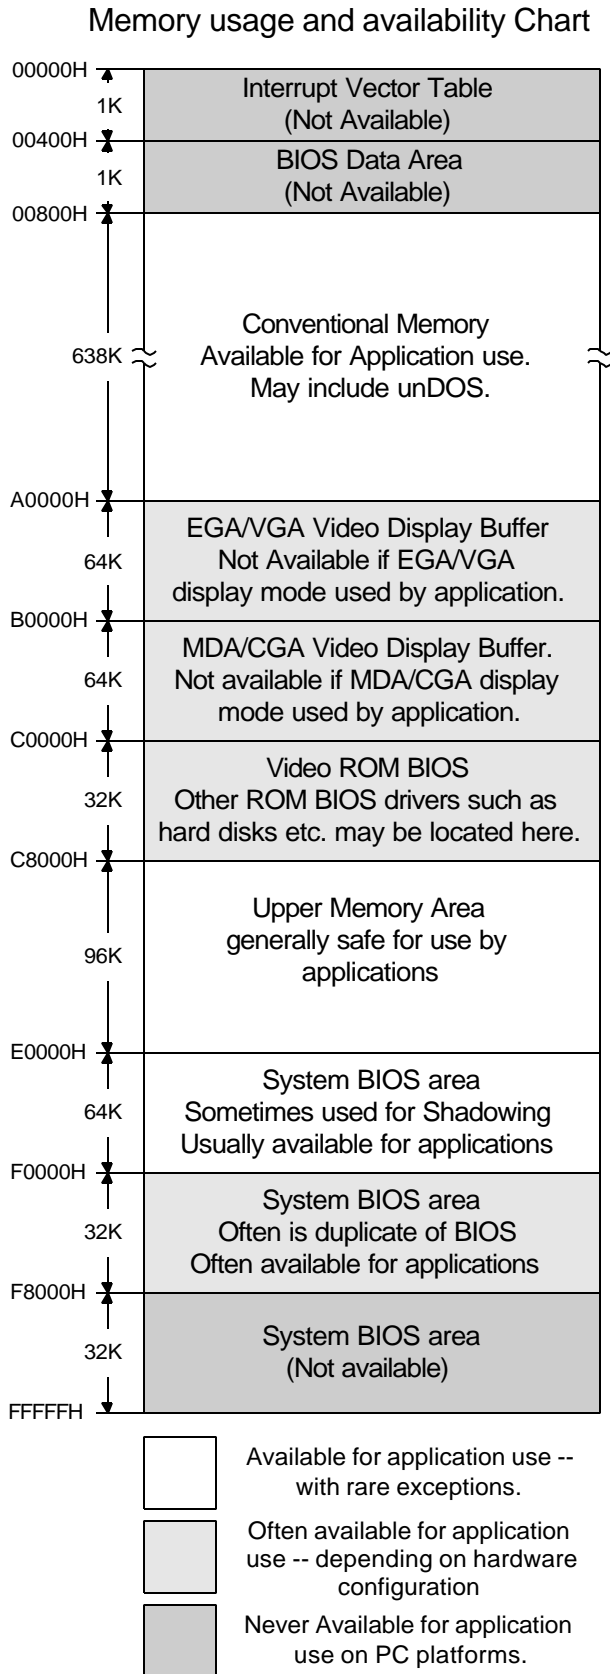 Memory usage and availability Chart
00000H
1K
Interrupt Vector Table
(Not Available)
00400H
1K
BIOS Data Area
(Not Available)
00800H
638K
Conventional Memory
Available for Application use.
May include unDOS.
A0000H
64K
EGA/VGA Video Display Buffer
Not Available if EGA/VGA
display mode used by application.
B0000H
64K
MDA/CGA Video Display Buffer.
Not available if MDA/CGA display
mode used by application.
C0000H
32K
Video ROM BIOS
Other ROM BIOS drivers such as
hard disks etc. may be located here.
C8000H
96K
Upper Memory Area
generally safe for use by
applications
E0000H
64K
System BIOS area
Sometimes used for Shadowing
Usually available for applications
F0000H
32K
System BIOS area
Often is duplicate of BIOS
Often available for applications
F8000H
32K
System BIOS area
(Not available)
FFFFFH
Available for application use --
with rare exceptions.
Often available for application
use -- depending on hardware
configuration
Never Available for application
use on PC platforms.